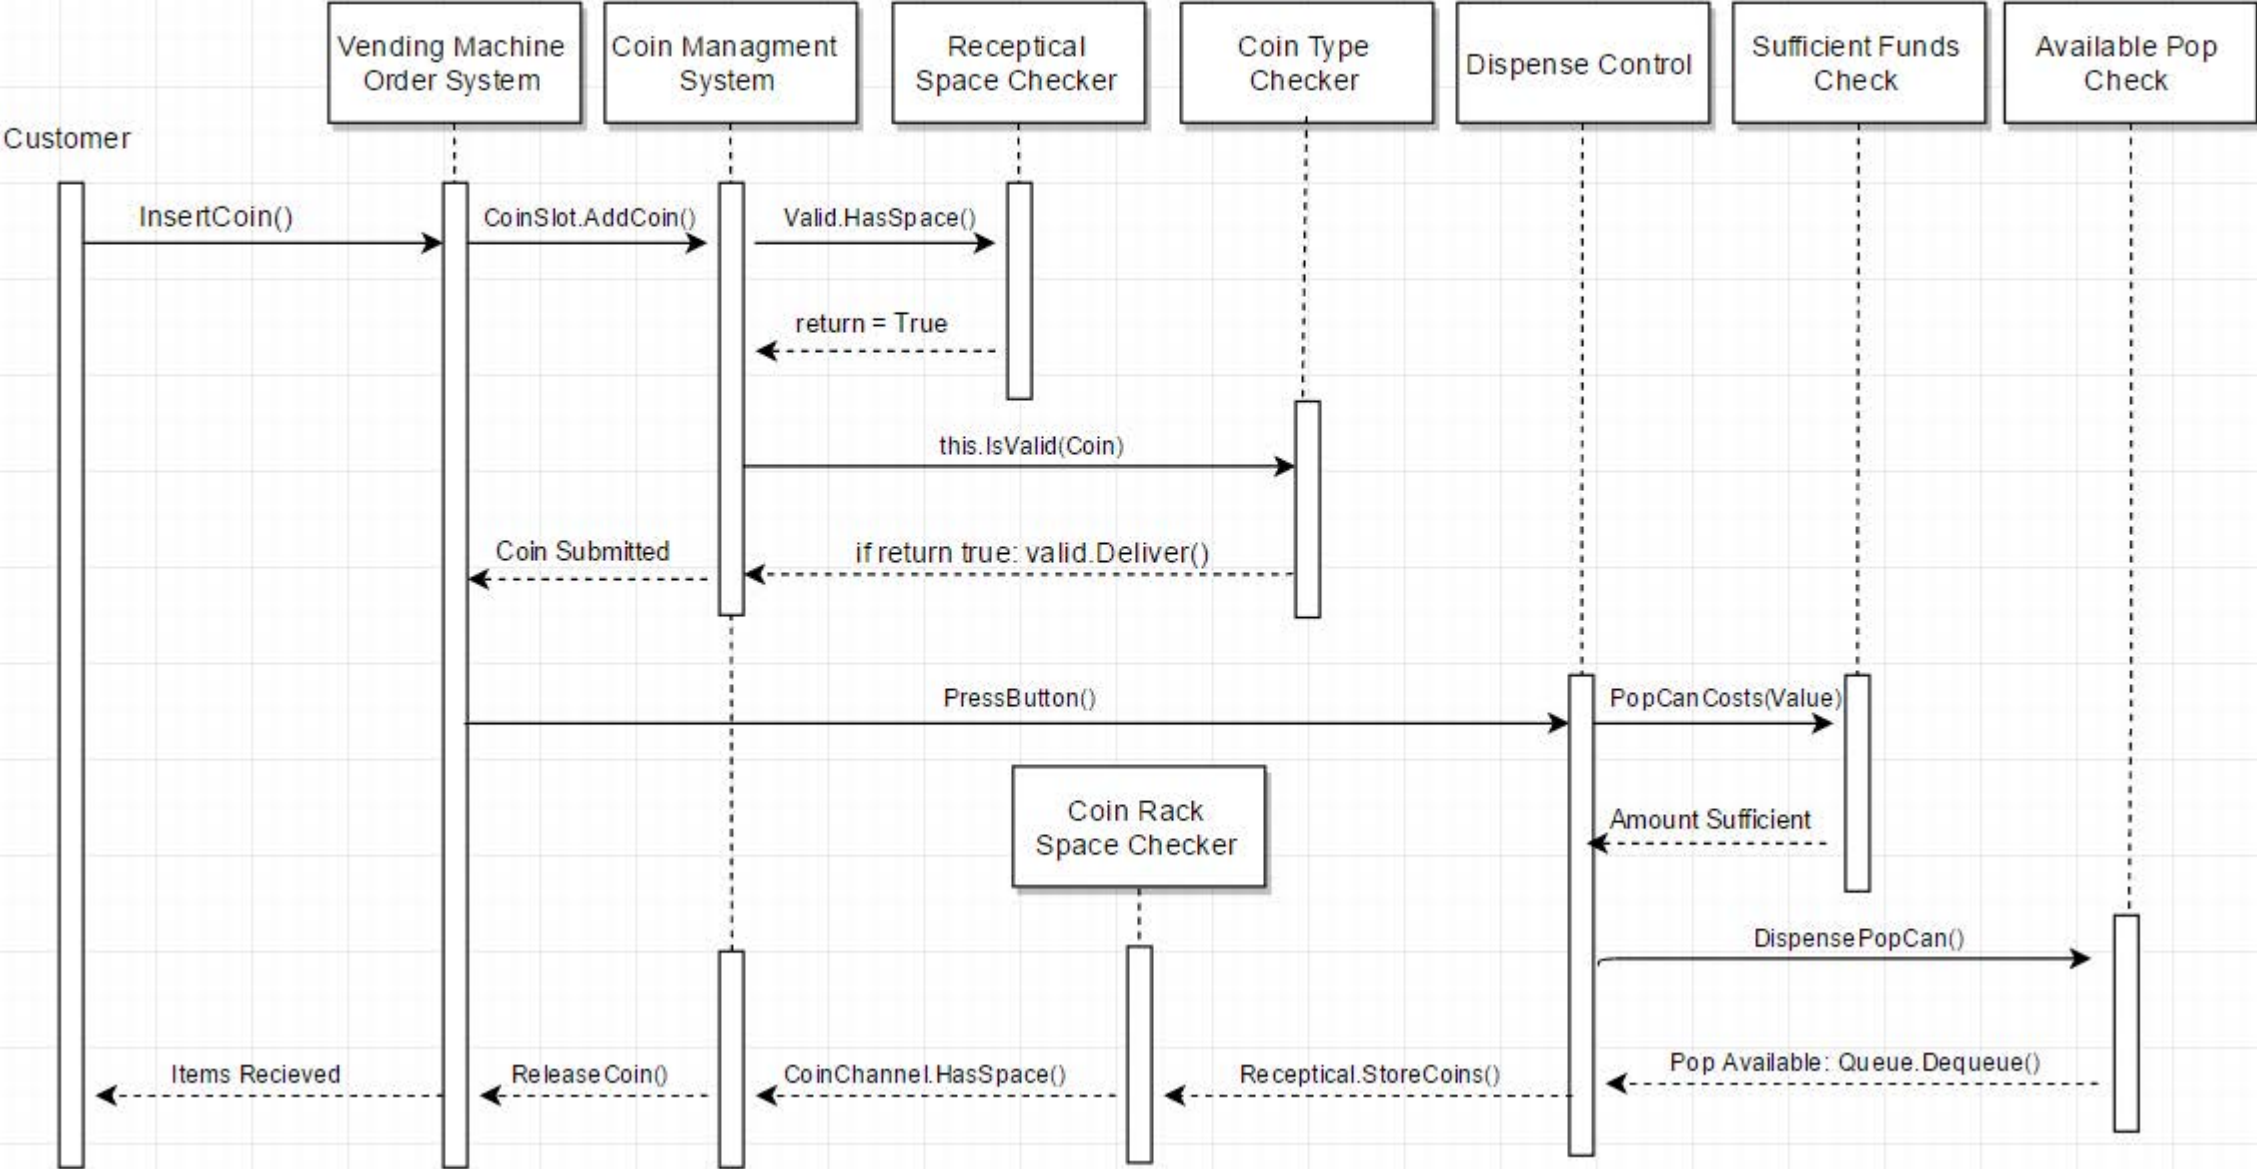 Vending Machine
Order System
Coin Managment
System
Receptical
Space Checker
Coin Type
Checker
Dispense Control
Sufficient Funds
Check
Available Pop
Check
Customer
InsertCoin()
CoinSlot.AddCoin()
Valid.HasSpace()
return = True
this.IsValid(Coin)
Coin Submitted
if return true: valid.Deliver()
PressButton()
PopCanCosts(Value)
Coin Rack
Space Checker
Amount Sufficient
DispensePopCan()
Items Recieved
ReleaseCoin()
CoinChannel.HasSpace()
Receptical.StoreCoins()
Pop Available: Queue.Dequeue()